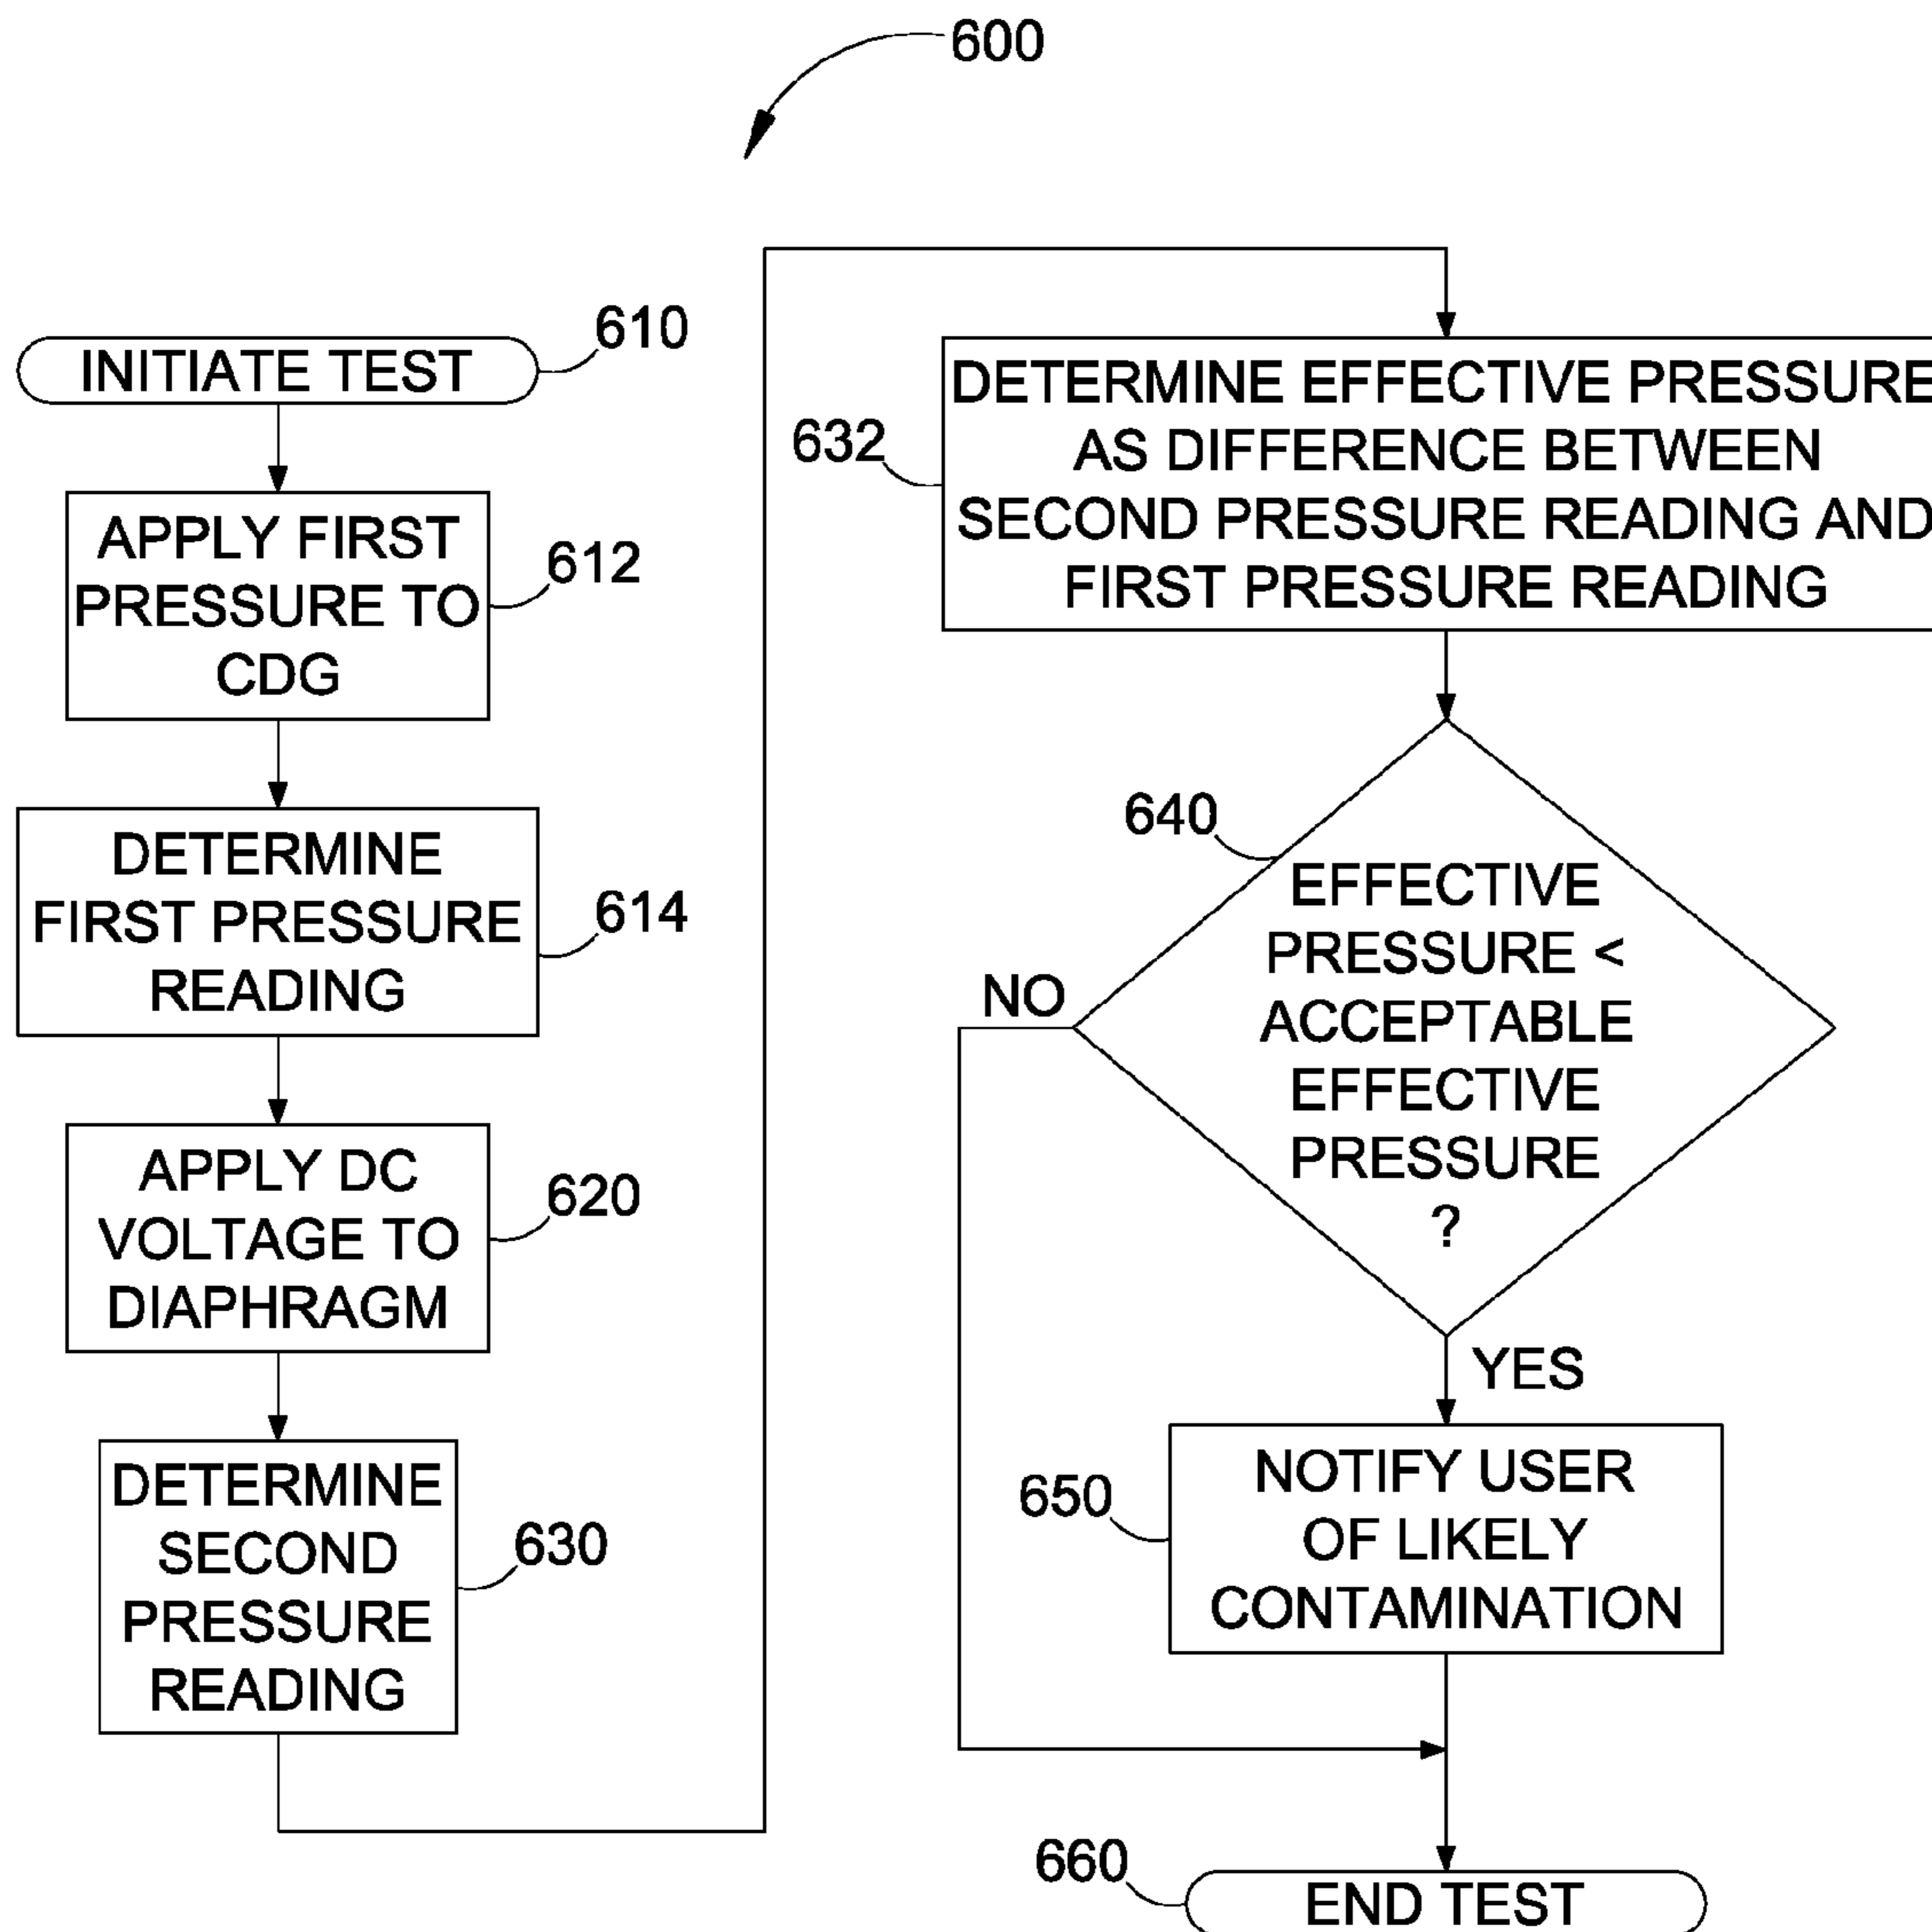 600
INITIATE TEST
610
APPLY FIRST
PRESSURE TO
CDG
612
DETERMINE
FIRST PRESSURE
READING
614
APPLY DC
VOLTAGE TO
DIAPHRAGM
620
DETERMINE
SECOND
PRESSURE
READING
630
DETERMINE EFFECTIVE PRESSURE
AS DIFFERENCE BETWEEN
SECOND PRESSURE READING AND
FIRST PRESSURE READING
632
640
EFFECTIVE
PRESSURE <
ACCEPTABLE
EFFECTIVE
PRESSURE
?
NO
YES
NOTIFY USER
OF LIKELY
CONTAMINATION
650
660
END TEST